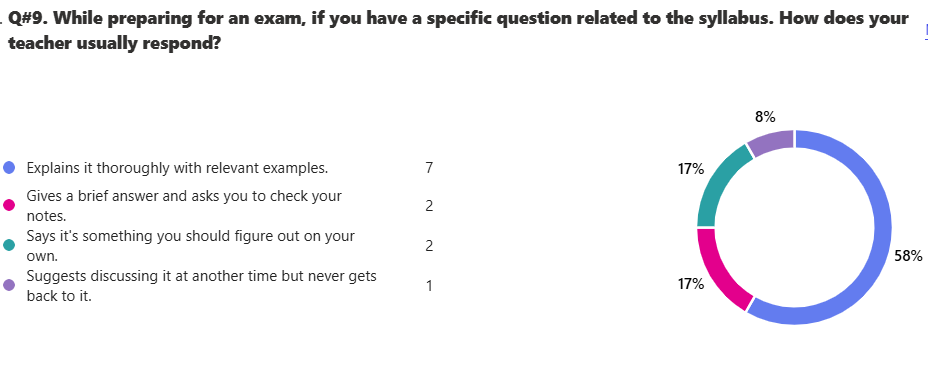 Q#9. While preparing for an exam, if you have a specific question related to the syllabus. How does your
teacher usually respond?
8%
Explains it thoroughly with relevant examples. 7
17%
Gives a brief answer and asks you to check your
notes. 2
Says it's something you should figure out on your
own. 2
58%
Suggests discussing it at another time but never gets
back to it. 1
17%